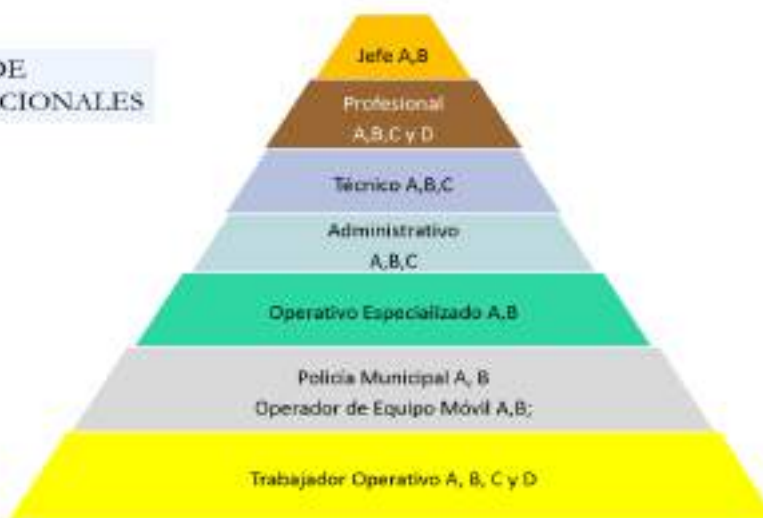 DE
CIONALES
Jefe A,B
Profesional
A,B,C y D
Técnico A,B,C
Administrativo
A,B,C
Operativo Especializado A,B
Policía Municipal A, B
Operador de Equipo Móvil A,B;
Trabajador Operativo A, B, C y D